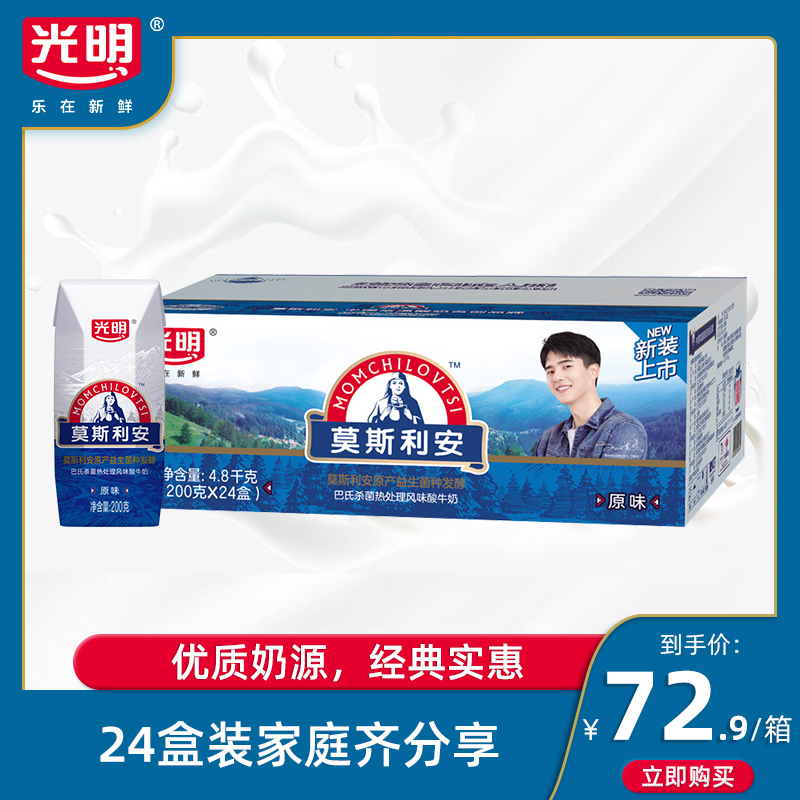 光明®
乐在新鲜
光明®
MOMCHILOVTSI™
莫斯利安
莫斯利安原产益生菌种发酵
巴氏杀菌热处理风味酸牛奶
原味
净含量:200克
光明®
在新鲜
MOMCHILOVTSI™
莫斯利安
莫斯利安原产益生菌种发酵
巴氏杀菌热处理风味酸牛奶
净含量: 4.8千克
200克X24盒)
NEW
新装
上市
原味
优质奶源，经典实惠
24盒装家庭齐分享
到手价：
¥72.9/箱
立即购买